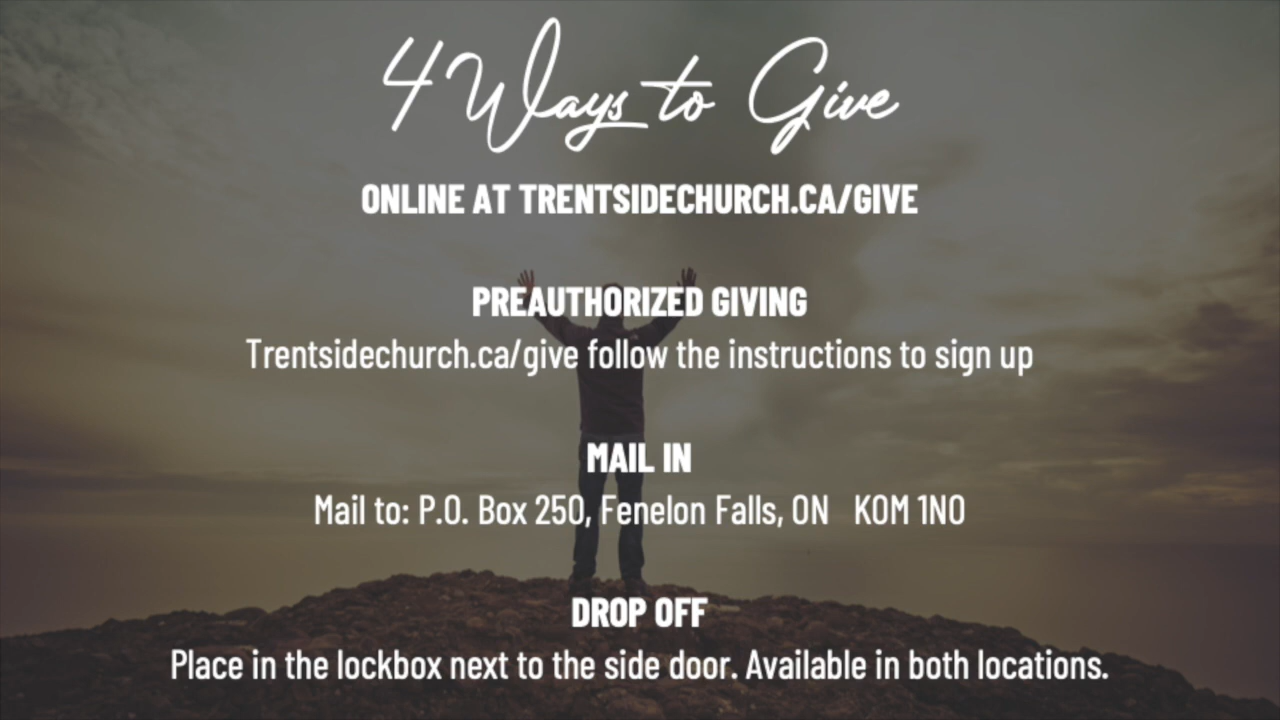 4 Ways to Give
ONLINE AT TRENTSIDECHURCH.CA/GIVE
PREAUTHORIZED GIVING
Trentsidechurch.ca/give follow the instructions to sign up
MAIL IN
Mail to: P.O. Box 250, Fenelon Falls, ON K0M 1N0
DROP OFF
Place in the lockbox next to the side door. Available in both locations.